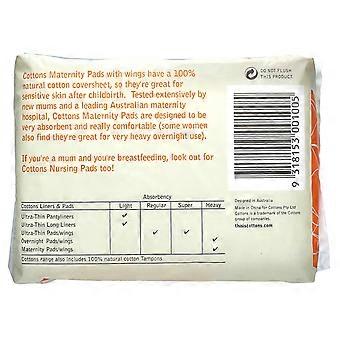 Cottons Maternity Pads with wings have a 100%
natural cotton coversheet, so they're great for
sensitive skin after childbirth. Tested extensively by
new mums and a leading Australian maternity
hospital, Cottons Maternity Pads are designed to be
very absorbent and really comfortable (some women
also find they're great for very heavy overnight use).
If you're a mum and you're breastfeeding, look out for
Cottons Nursing Pads too!
DO NOT FLUSH
THIS PRODUCT
9 318153 001005
Absorbency
Cottons Liners & Pads Light Regular Super Heavy
Ultra-Thin Pantyliners ✓
Ultra-Thin Long Liners ✓
Ultra-Thin Pads/wings ✓ ✓
Overnight Pads/wings ✓
Maternity Pads/wings ✓
Cottons range also includes 100% natural cotton Tampons
Designed in Australia
Made in China for Cottons Pty Ltd
Cottons is a trademark of the Cottons
group of companies.
thisiscottons.com